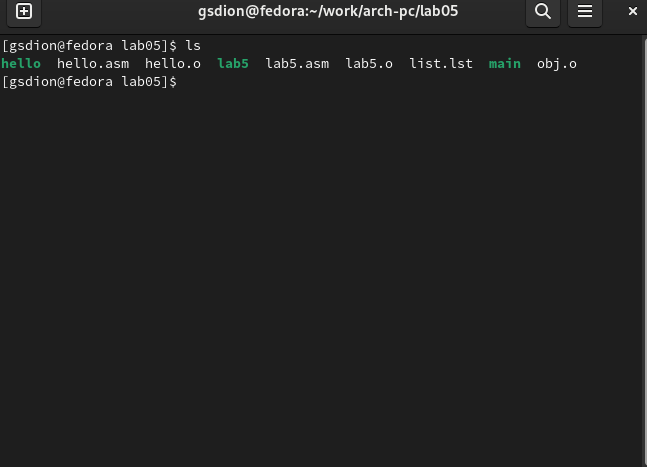 gsdion@fedora:~/work/arch-pc/lab05
[gsdion@fedora lab05]$ ls
hello  hello.asm  hello.o  lab5  lab5.asm  lab5.o  list.lst  main  obj.o
[gsdion@fedora lab05]$